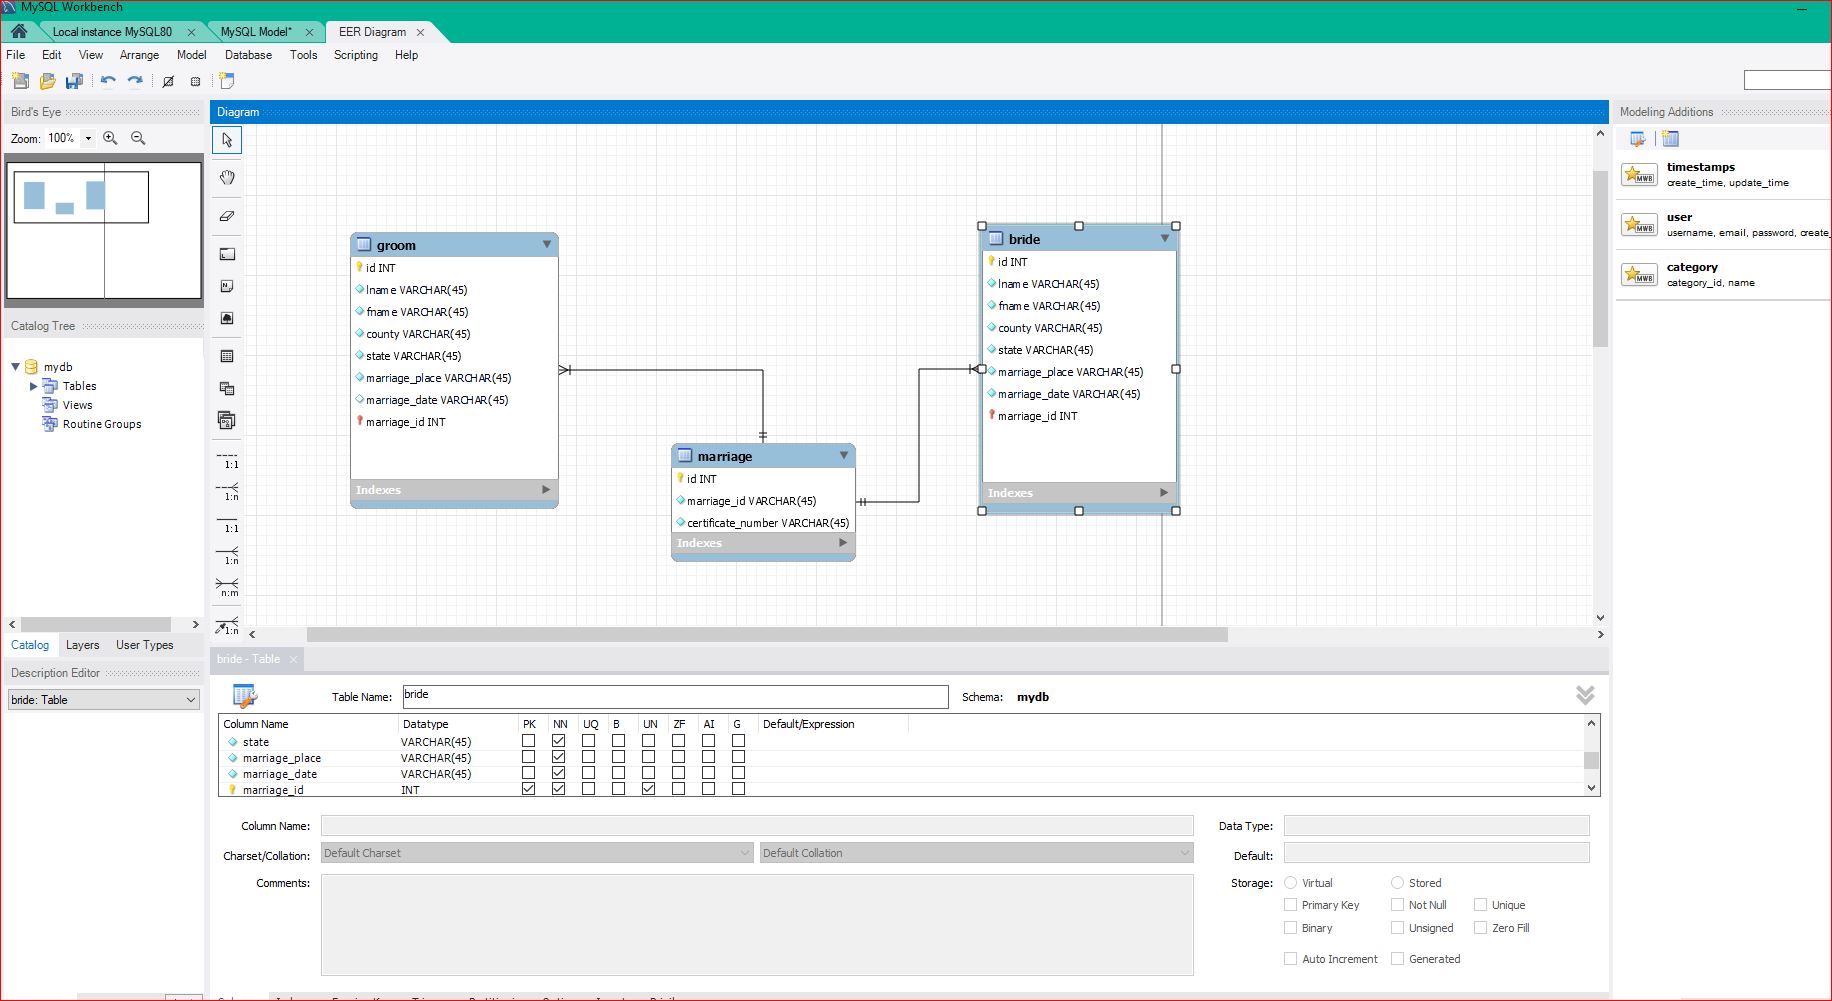 MySQL Workbench
Local instance MySQL80
MySQL Model*
EER Diagram
File Edit View Arrange Model Database Tools Scripting Help
Bird's Eye
Zoom: 100%
Catalog Tree
mydb
Tables
Views
Routine Groups
Catalog Layers User Types
Description Editor
bride: Table
Diagram
1:1
1:n
1:1
1:n
n:m
1:n
groom
id INT
lname VARCHAR(45)
fname VARCHAR(45)
county VARCHAR(45)
state VARCHAR(45)
marriage_place VARCHAR(45)
marriage_date VARCHAR(45)
marriage_id INT
Indexes
marriage
id INT
marriage_id VARCHAR(45)
certificate_number VARCHAR(45)
Indexes
bride
id INT
lname VARCHAR(45)
fname VARCHAR(45)
county VARCHAR(45)
state VARCHAR(45)
marriage_place VARCHAR(45)
marriage_date VARCHAR(45)
marriage_id INT
Indexes
Modeling Additions
MWB
timestamps
create_time, update_time
MWB
user
username, email, password, create_
MWB
category
category_id, name
bride - Table
Table Name: bride Schema: mydb
Column Name Datatype PK NN UQ B UN ZF AI G Default/Expression
state VARCHAR(45)
marriage_place VARCHAR(45)
marriage_date VARCHAR(45)
marriage_id INT
Column Name: Data Type:
Charset/Collation: Default Charset Default Collation Default:
Comments: Storage: Virtual Stored
Primary Key Not Null Unique
Binary Unsigned Zero Fill
Auto Increment Generated